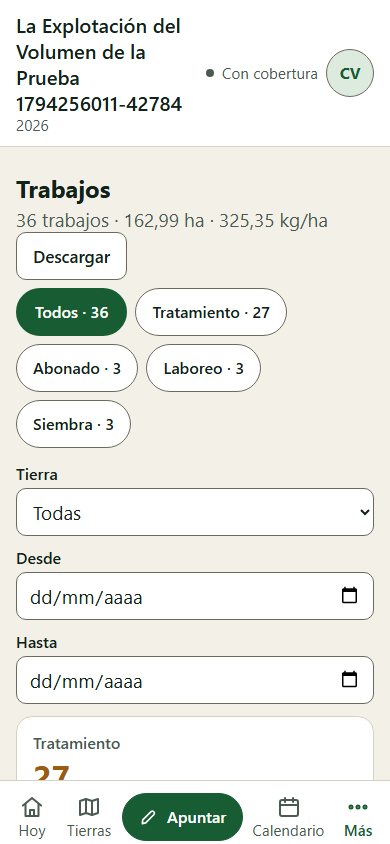 La Explotación del
Volumen de la
Prueba
1794256011-42784
2026
Con cobertura
CV
Trabajos
36 trabajos · 162,99 ha · 325,35 kg/ha
Descargar
Todos · 36
Tratamiento · 27
Abonado · 3
Laboreo · 3
Siembra · 3
Tierra
Todas
Desde
dd/mm/aaaa
Hasta
dd/mm/aaaa
Tratamiento
27
Hoy
Tierras
Apuntar
Calendario
Más